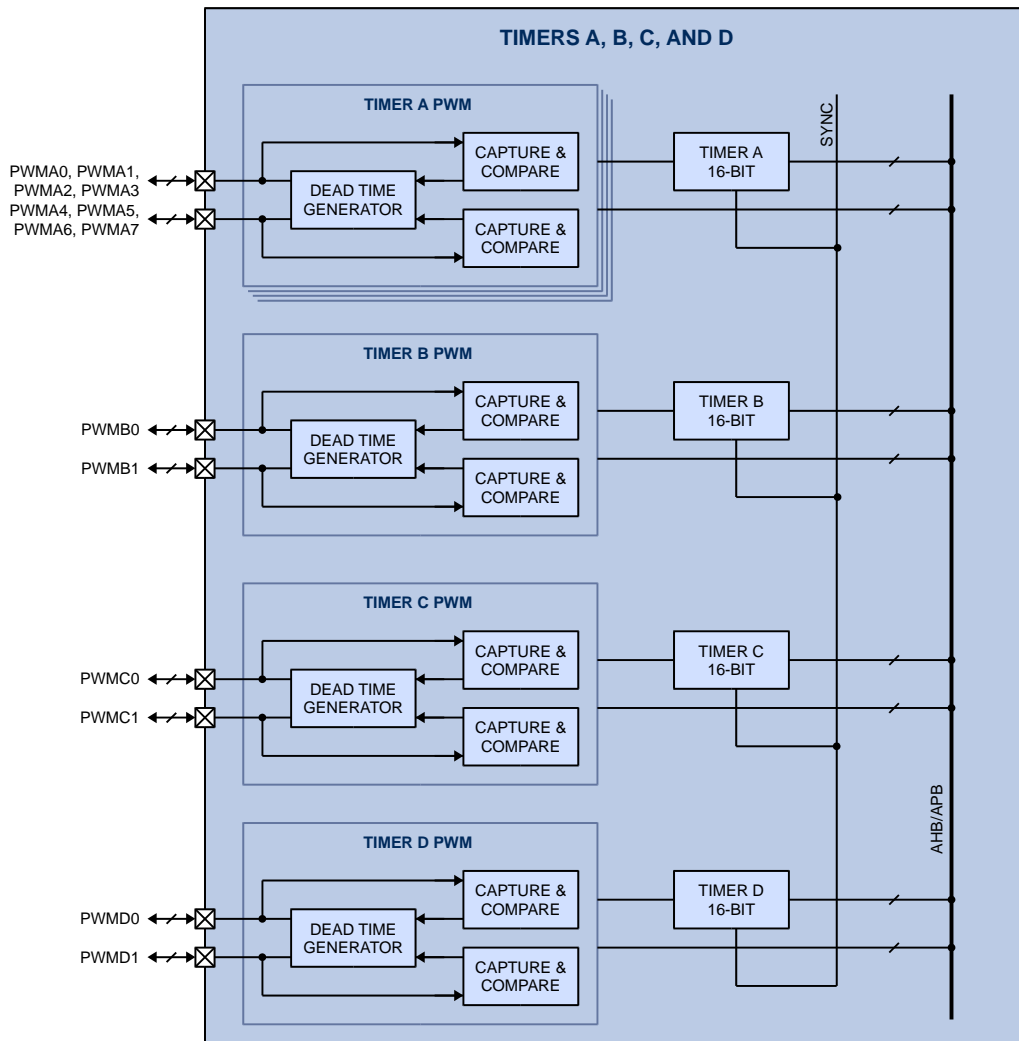 TIMERS A, B, C, AND D
TIMER A PWM
SYNC
PWMA0, PWMA1,
PWMA2, PWMA3
PWMA4, PWMA5,
PWMA6, PWMA7
DEAD TIME
GENERATOR
CAPTURE &
COMPARE
CAPTURE &
COMPARE
TIMER A
16-BIT
TIMER B PWM
PWMB0
PWMB1
DEAD TIME
GENERATOR
CAPTURE &
COMPARE
CAPTURE &
COMPARE
TIMER B
16-BIT
TIMER C PWM
PWMC0
PWMC1
DEAD TIME
GENERATOR
CAPTURE &
COMPARE
CAPTURE &
COMPARE
TIMER C
16-BIT
AHB/APB
TIMER D PWM
PWMD0
PWMD1
DEAD TIME
GENERATOR
CAPTURE &
COMPARE
CAPTURE &
COMPARE
TIMER D
16-BIT